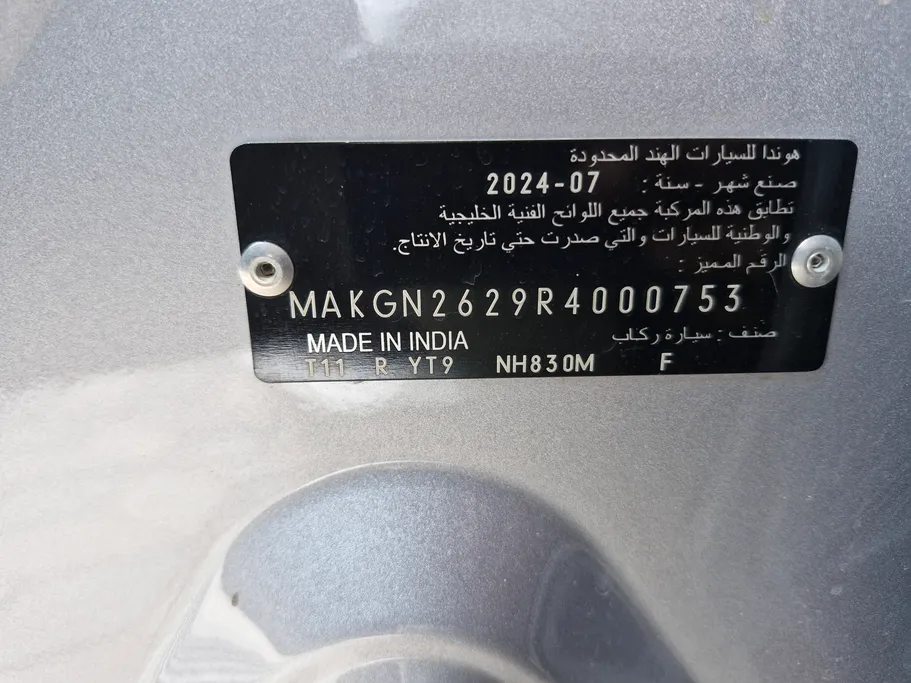 هوندا للسيارات الهند المحدودة
صنع شهر - سنة : 2024-07
تطابق هذه المركبة جميع اللوائح الفنية الخليجية
والوطنية للسيارات والتي صدرت حتي تاريخ الانتاج.
الرقم المميز :
MAKGN2629R4000753
صنف : سيارة ركاب
MADE IN INDIA
T11 R YT9 NH830M F